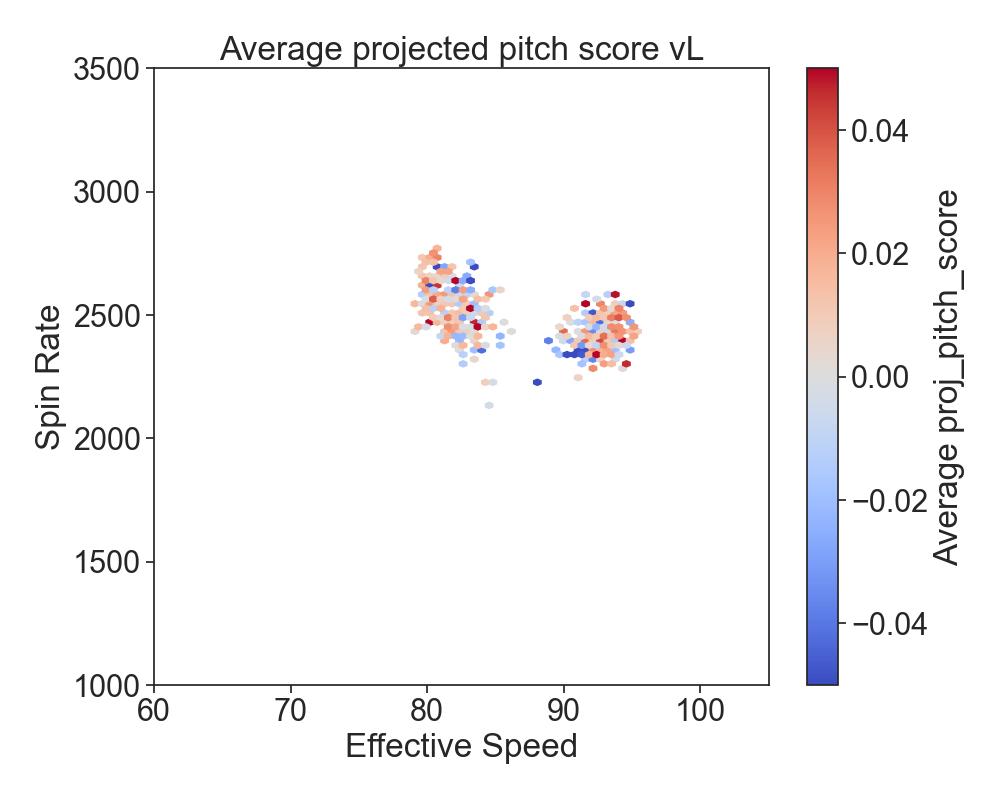 Average projected pitch score vL
3500
3000
2500
2000
1500
1000
Spin Rate
60 70 80 90 100
Effective Speed
0.04
0.02
0.00
−0.02
−0.04
Average proj_pitch_score